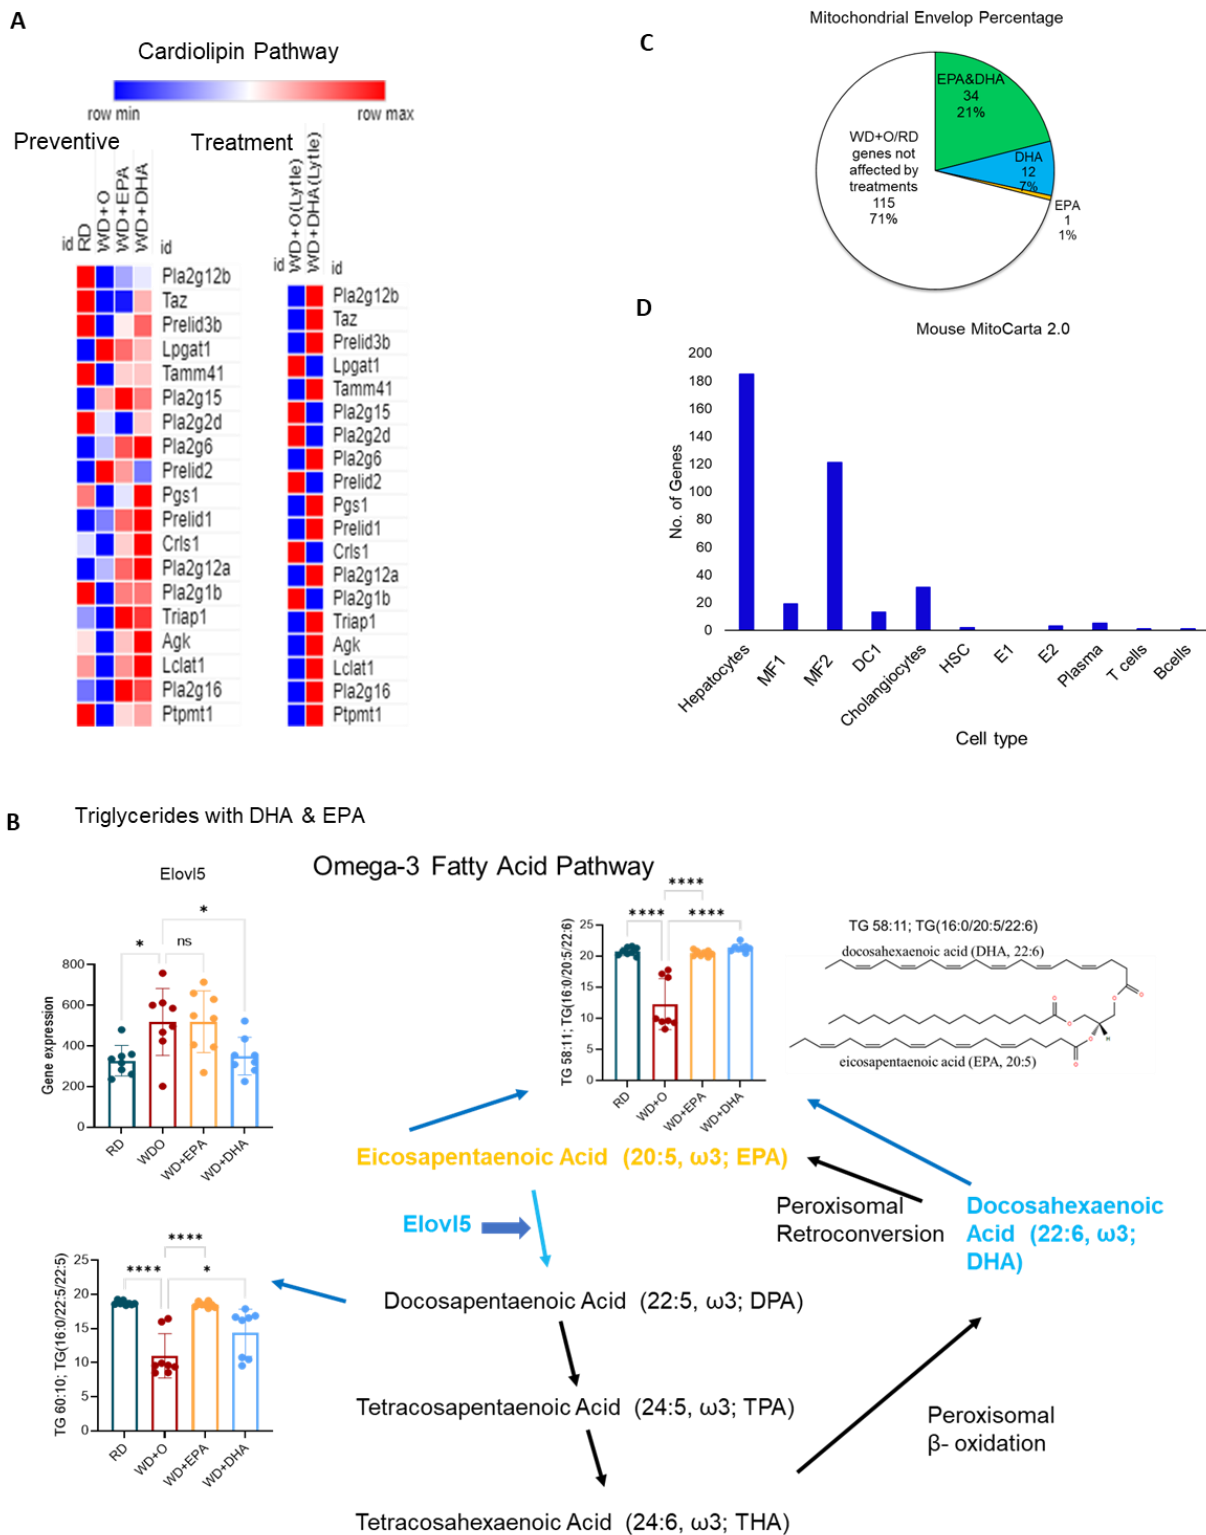 A
Cardiolipin Pathway
row min
row max
Preventive
Treatment
id
RD
WD+O
WD+EPA
WD+DHA
id
Pla2g12b
Taz
Prelid3b
Lpgat1
Tamm41
Pla2g15
Pla2g2d
Pla2g6
Prelid2
Pgs1
Prelid1
Crls1
Pla2g12a
Pla2g1b
Triap1
Agk
Lclat1
Pla2g16
Ptpmt1
id
WD+O(Lytle)
WD+DHA(Lytle)
id
Pla2g12b
Taz
Prelid3b
Lpgat1
Tamm41
Pla2g15
Pla2g2d
Pla2g6
Prelid2
Pgs1
Prelid1
Crls1
Pla2g12a
Pla2g1b
Triap1
Agk
Lclat1
Pla2g16
Ptpmt1
C
Mitochondrial Envelop Percentage
EPA&DHA
34
21%
DHA
12
7%
EPA
1
1%
WD+O/RD
genes not
affected by
treatments
115
71%
D
Mouse MitoCarta 2.0
No. of Genes
200
180
160
140
120
100
80
60
40
20
0
Hepatocytes
MF1
MF2
DC1
Cholangiocytes
HSC
E1
E2
Plasma
T cells
Bcells
Cell type
B
Triglycerides with DHA & EPA
Omega-3 Fatty Acid Pathway
Elovl5
*
*
ns
Gene expression
800
600
400
200
0
RD
WDO
WD+EPA
WD+DHA
****
****
****
TG 58:11; TG(16:0/20:5/22:6)
25
20
15
10
5
0
RD
WD+O
WD+EPA
WD+DHA
TG 58:11; TG(16:0/20:5/22:6)
docosahexaenoic acid (DHA, 22:6)
eicosapentaenoic acid (EPA, 20:5)
O
O
O
O
O
O
H
Eicosapentaenoic Acid (20:5, ω3; EPA)
Elovl5
Peroxisomal
Retroconversion
Docosahexaenoic
Acid (22:6, ω3;
DHA)
****
****
*
TG 60:10; TG(16:0/22:5/22:5)
25
20
15
10
5
0
RD
WD+O
WD+EPA
WD+DHA
Docosapentaenoic Acid (22:5, ω3; DPA)
Tetracosapentaenoic Acid (24:5, ω3; TPA)
Peroxisomal
β- oxidation
Tetracosahexaenoic Acid (24:6, ω3; THA)